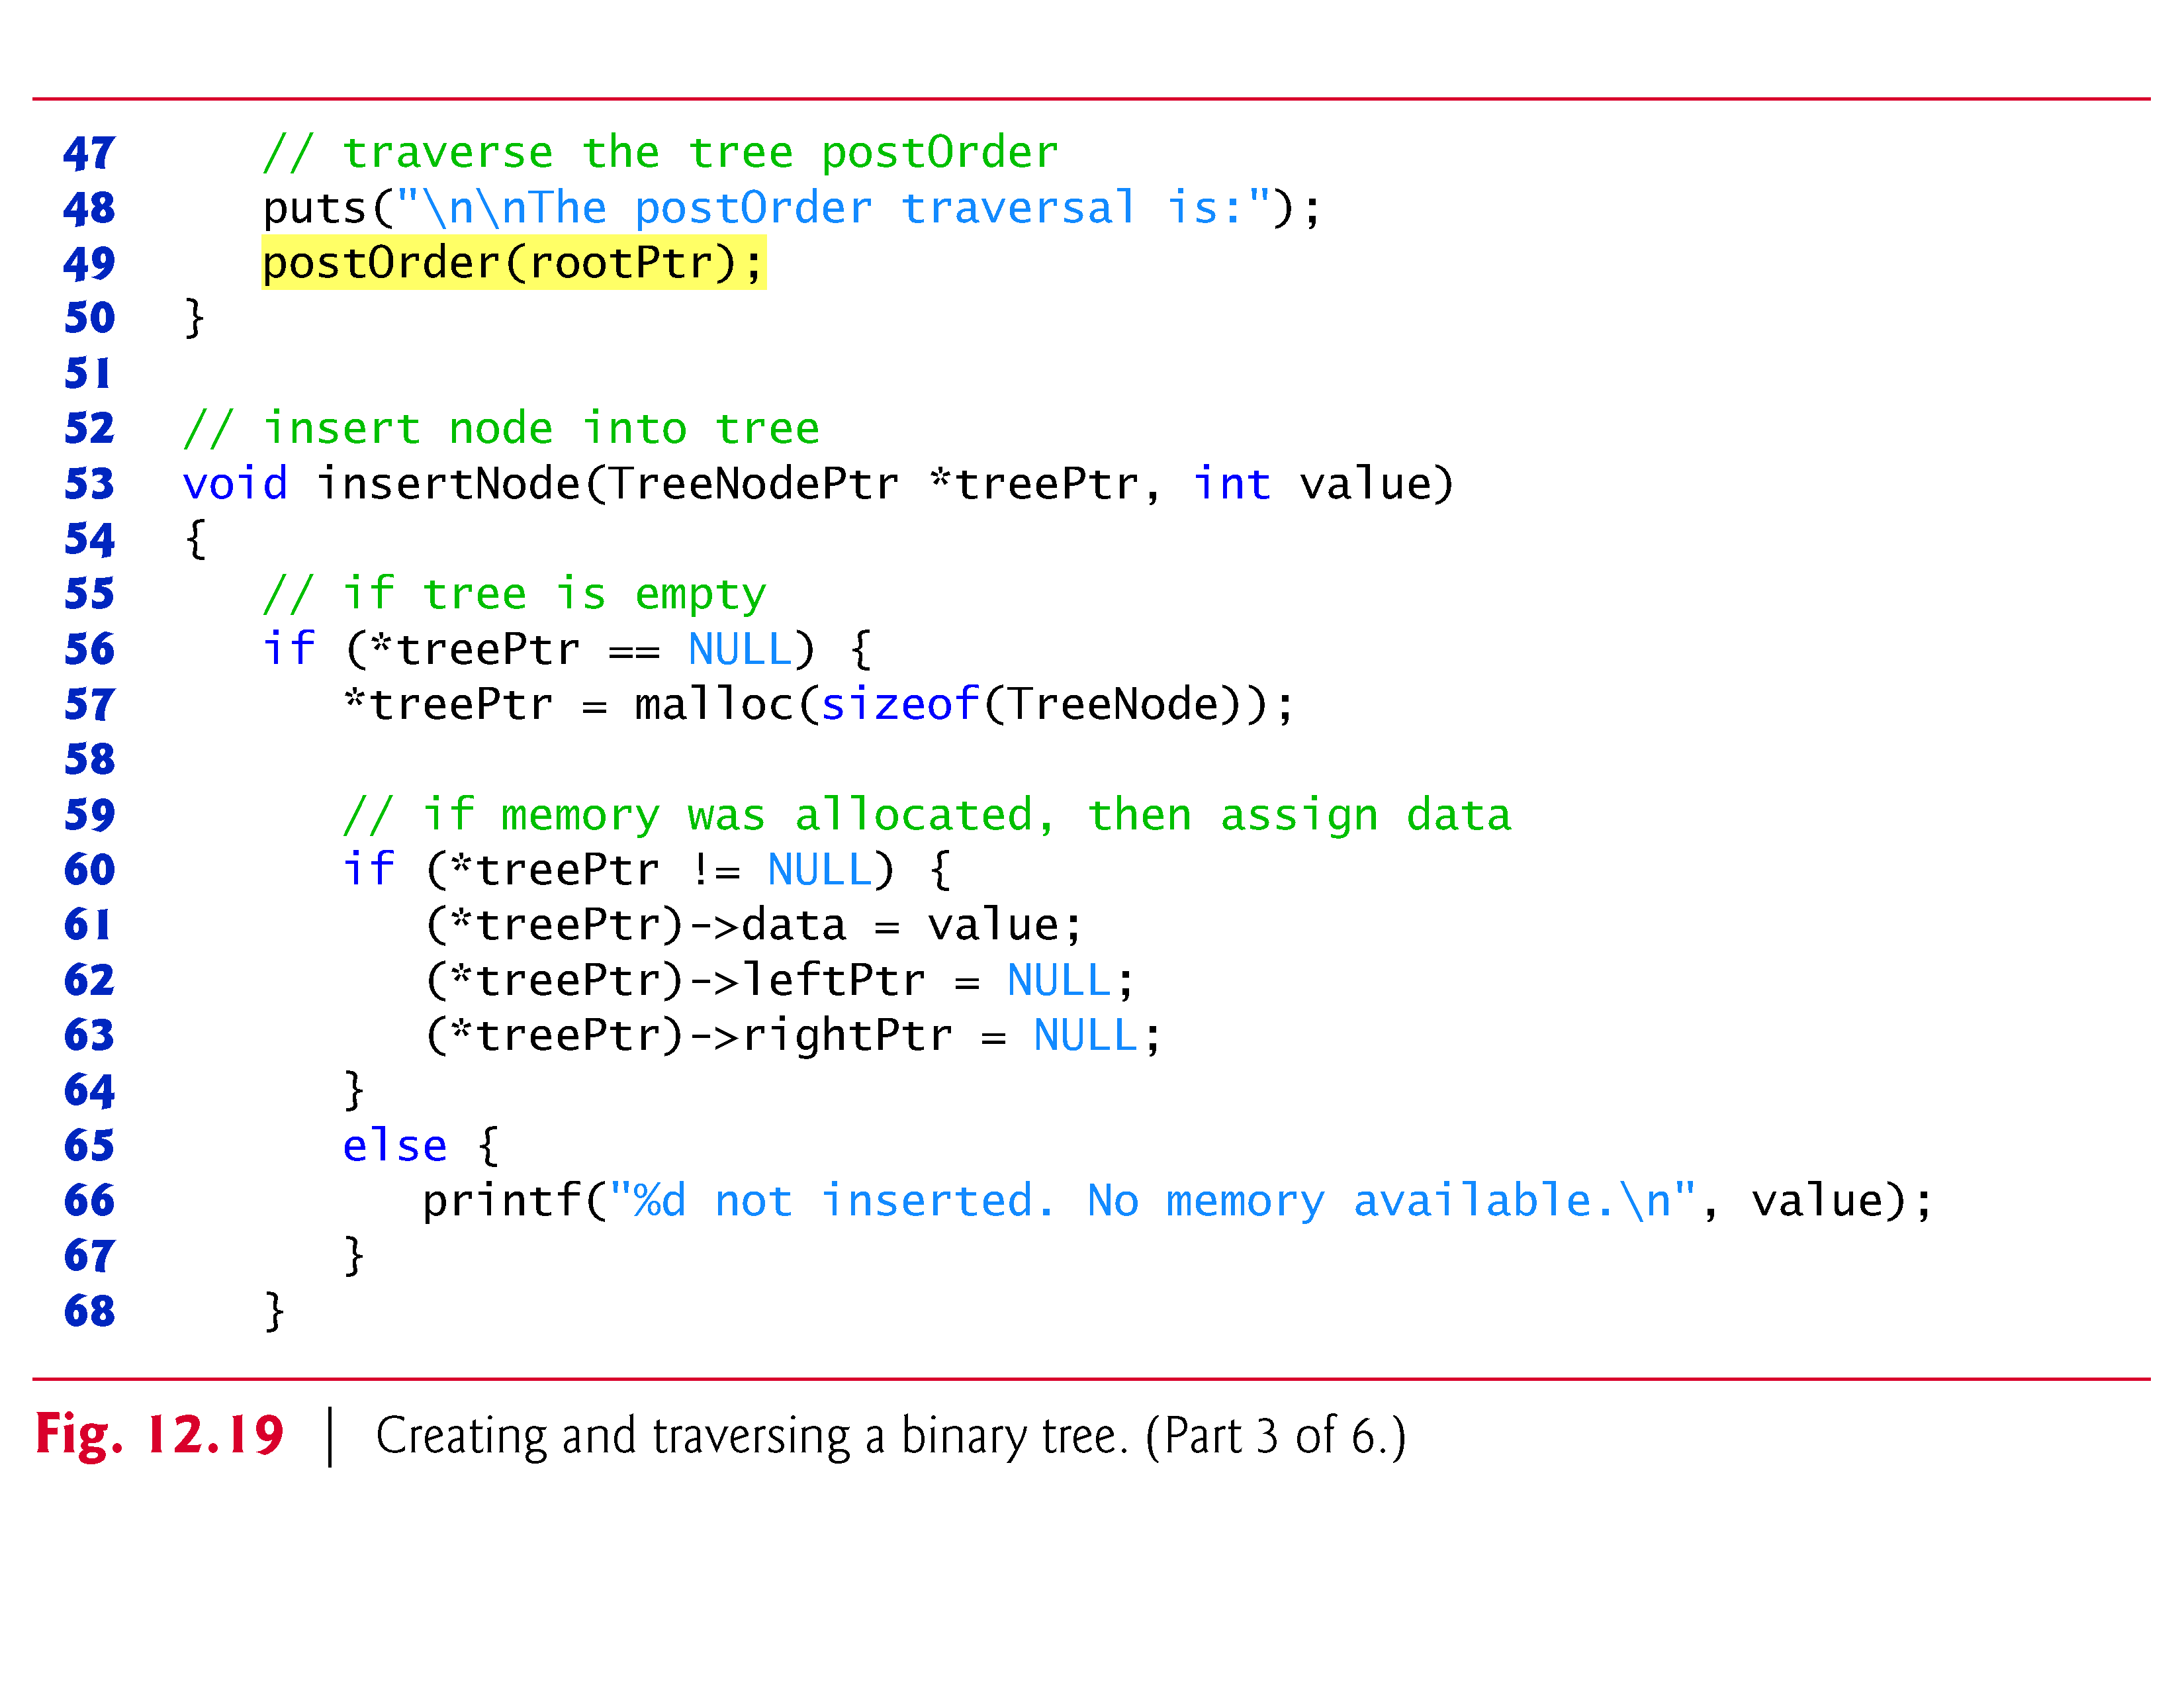 47 // traverse the tree postOrder
48 puts("\n\nThe postOrder traversal is:");
49 postOrder(rootPtr);
50 }
51
52 // insert node into tree
53 void insertNode(TreeNodePtr *treePtr, int value)
54 {
55 // if tree is empty
56 if (*treePtr == NULL) {
57 *treePtr = malloc(sizeof(TreeNode));
58
59 // if memory was allocated, then assign data
60 if (*treePtr != NULL) {
61 (*treePtr)->data = value;
62 (*treePtr)->leftPtr = NULL;
63 (*treePtr)->rightPtr = NULL;
64 }
65 else {
66 printf("%d not inserted. No memory available.\n", value);
67 }
68 }
Fig. 12.19 | Creating and traversing a binary tree. (Part 3 of 6.)